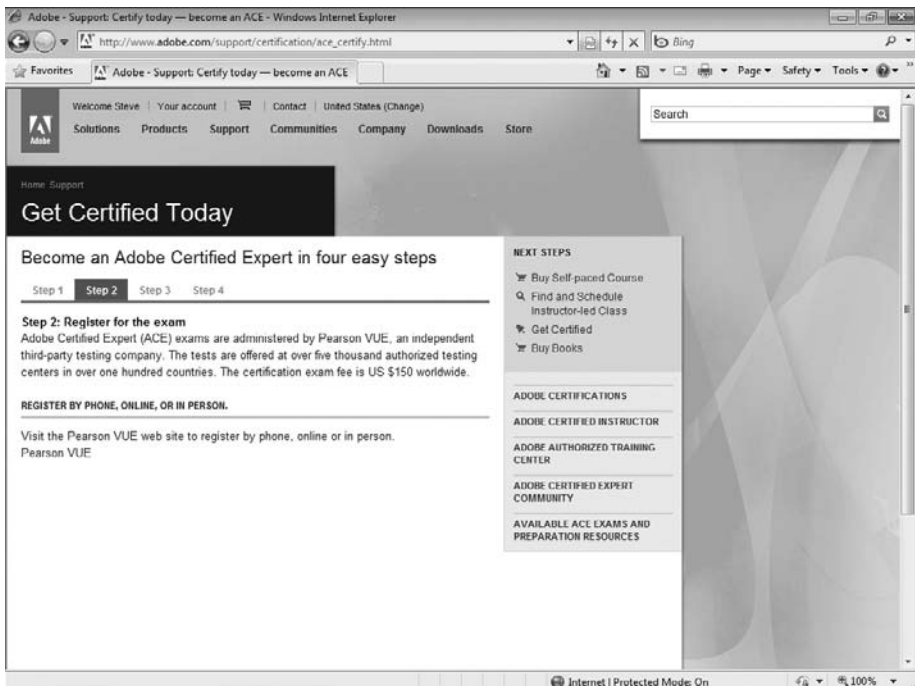 Adobe - Support: Certify today — become an ACE - Windows Internet Explorer
http://www.adobe.com/support/certification/ace_certify.html
Bing
Favorites
Adobe - Support: Certify today — become an ACE
Page
Safety
Tools
Welcome Steve | Your account | | Contact | United States (Change)
Search
Adobe
Solutions Products Support Communities Company Downloads Store
Home Support
Get Certified Today
Become an Adobe Certified Expert in four easy steps
Step 1 Step 2 Step 3 Step 4
Step 2: Register for the exam
Adobe Certified Expert (ACE) exams are administered by Pearson VUE, an independent
third-party testing company. The tests are offered at over five thousand authorized testing
centers in over one hundred countries. The certification exam fee is US $150 worldwide.
REGISTER BY PHONE, ONLINE, OR IN PERSON.
Visit the Pearson VUE web site to register by phone, online or in person.
Pearson VUE
NEXT STEPS
Buy Self-paced Course
Find and Schedule
Instructor-led Class
Get Certified
Buy Books
ADOBE CERTIFICATIONS
ADOBE CERTIFIED INSTRUCTOR
ADOBE AUTHORIZED TRAINING
CENTER
ADOBE CERTIFIED EXPERT
COMMUNITY
AVAILABLE ACE EXAMS AND
PREPARATION RESOURCES
Internet | Protected Mode: On
100%